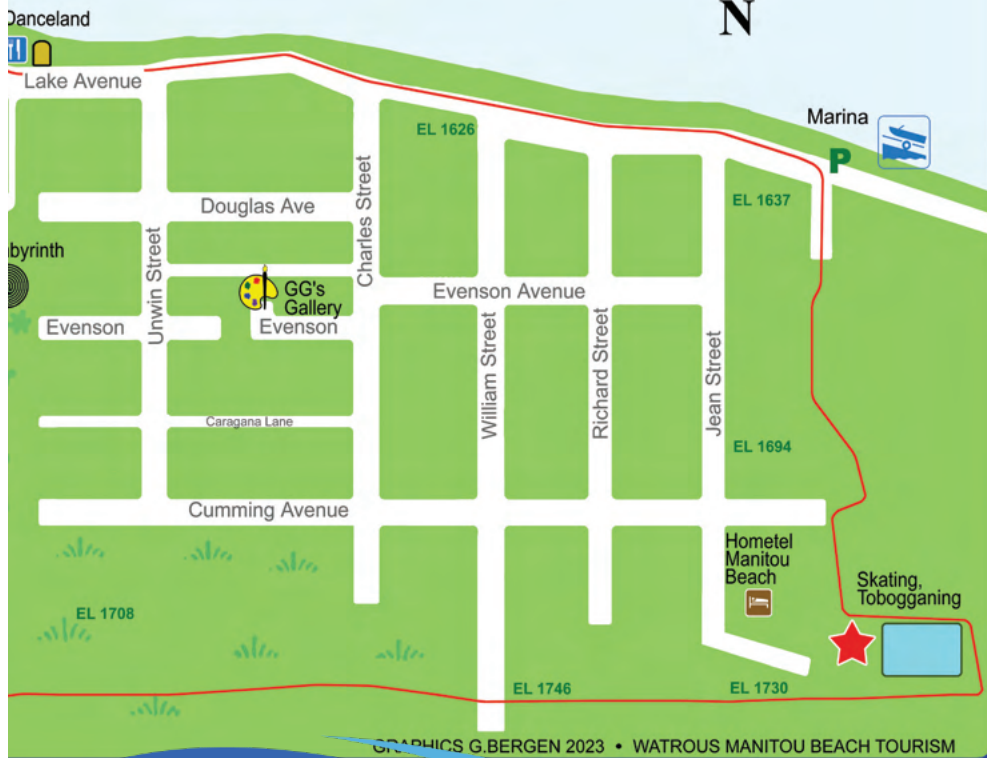 N
Danceland
Lake Avenue
Marina
P
EL 1626
EL 1637
Douglas Ave
Charles Street
Unwin Street
GG's
Gallery
Evenson Avenue
Evenson
Evenson
William Street
Richard Street
Jean Street
Caragana Lane
EL 1694
Cumming Avenue
Hometel
Manitou
Beach
Skating,
Tobogganing
EL 1708
EL 1746
EL 1730
GRAPHICS G.BERGEN 2023 • WATROUS MANITOU BEACH TOURISM